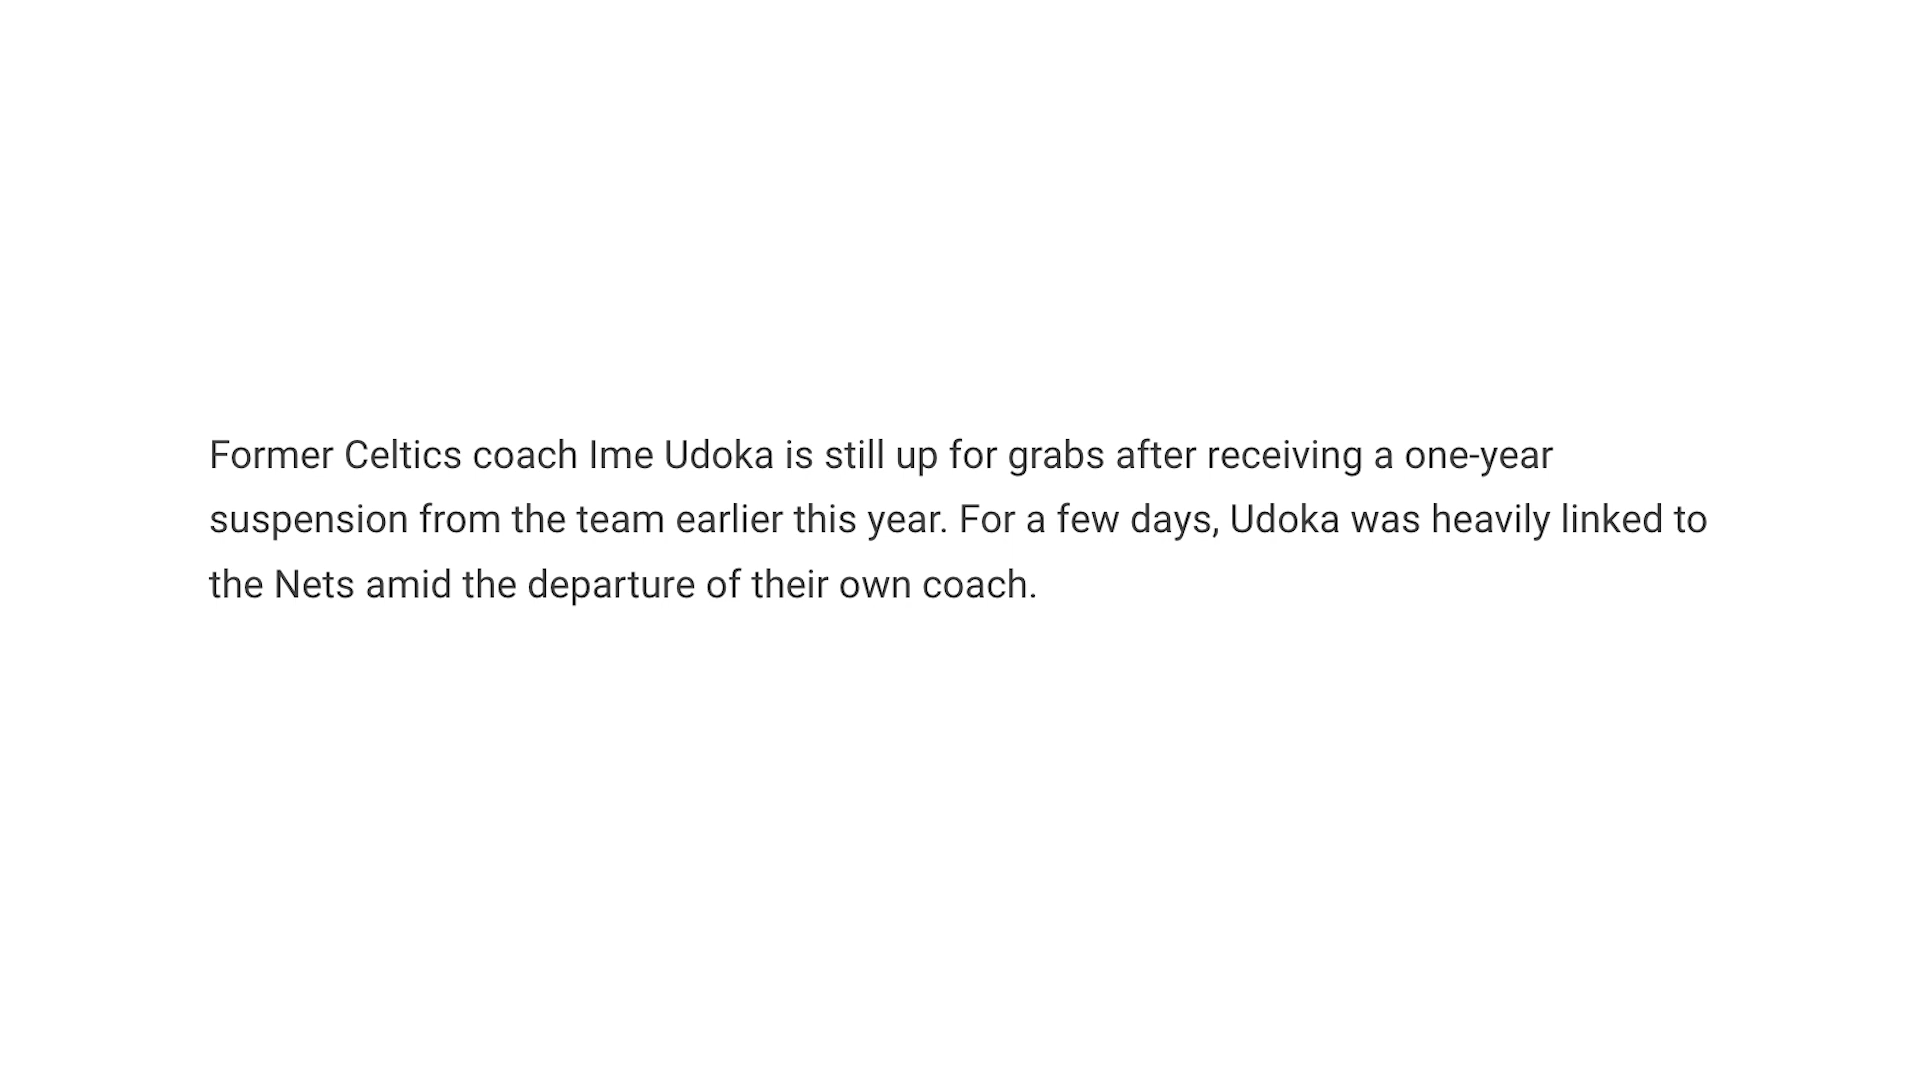 Former Celtics coach Ime Udoka is still up for grabs after receiving a one-year
suspension from the team earlier this year. For a few days, Udoka was heavily linked to
the Nets amid the departure of their own coach.